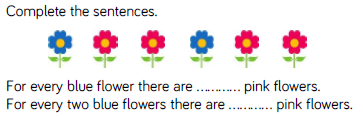 Complete the sentences.
For every blue flower there are ........... pink flowers.
For every two blue flowers there are ........... pink flowers.